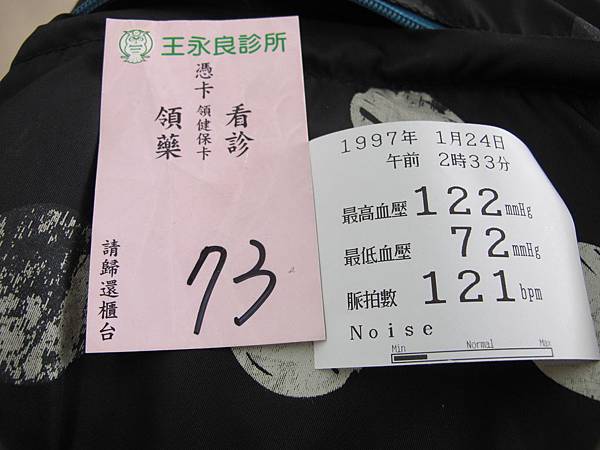 王永良診所
憑卡領健保卡
看診
領藥
請歸還櫃台
73
1997年 1月24日
午前 2時33分
最高血壓 122 mmHg
最低血壓 72 mmHg
脈拍數 121 bpm
Noise
Min Normal Max